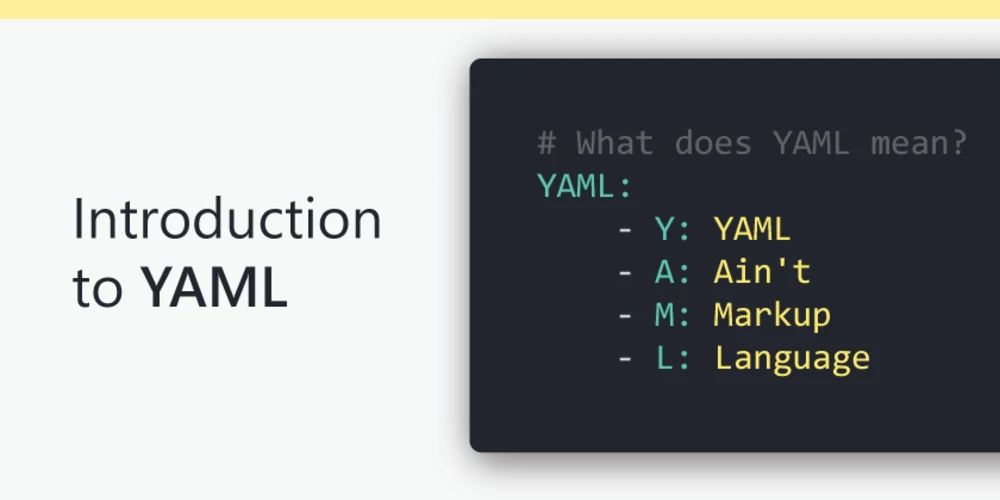 Introduction
to YAML
# What does YAML mean?
YAML:
    - Y: YAML
    - A: Ain't
    - M: Markup
    - L: Language